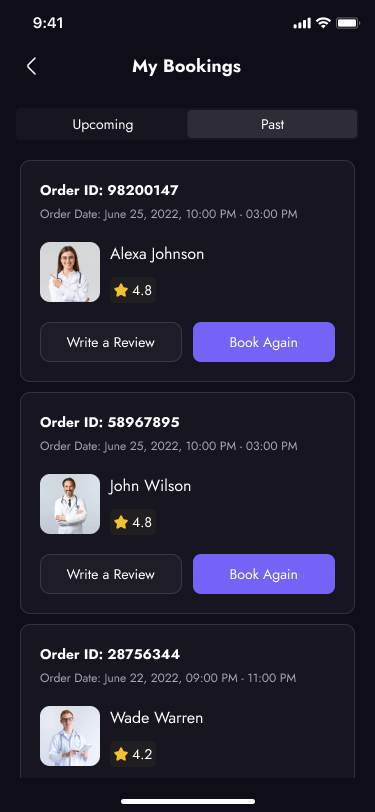 9:41
My Bookings
Upcoming
Past
Order ID: 98200147
Order Date: June 25, 2022, 10:00 PM - 03:00 PM
Alexa Johnson
4.8
Write a Review
Book Again
Order ID: 58967895
Order Date: June 25, 2022, 10:00 PM - 03:00 PM
John Wilson
4.8
Write a Review
Book Again
Order ID: 28756344
Order Date: June 22, 2022, 09:00 PM - 11:00 PM
Wade Warren
4.2